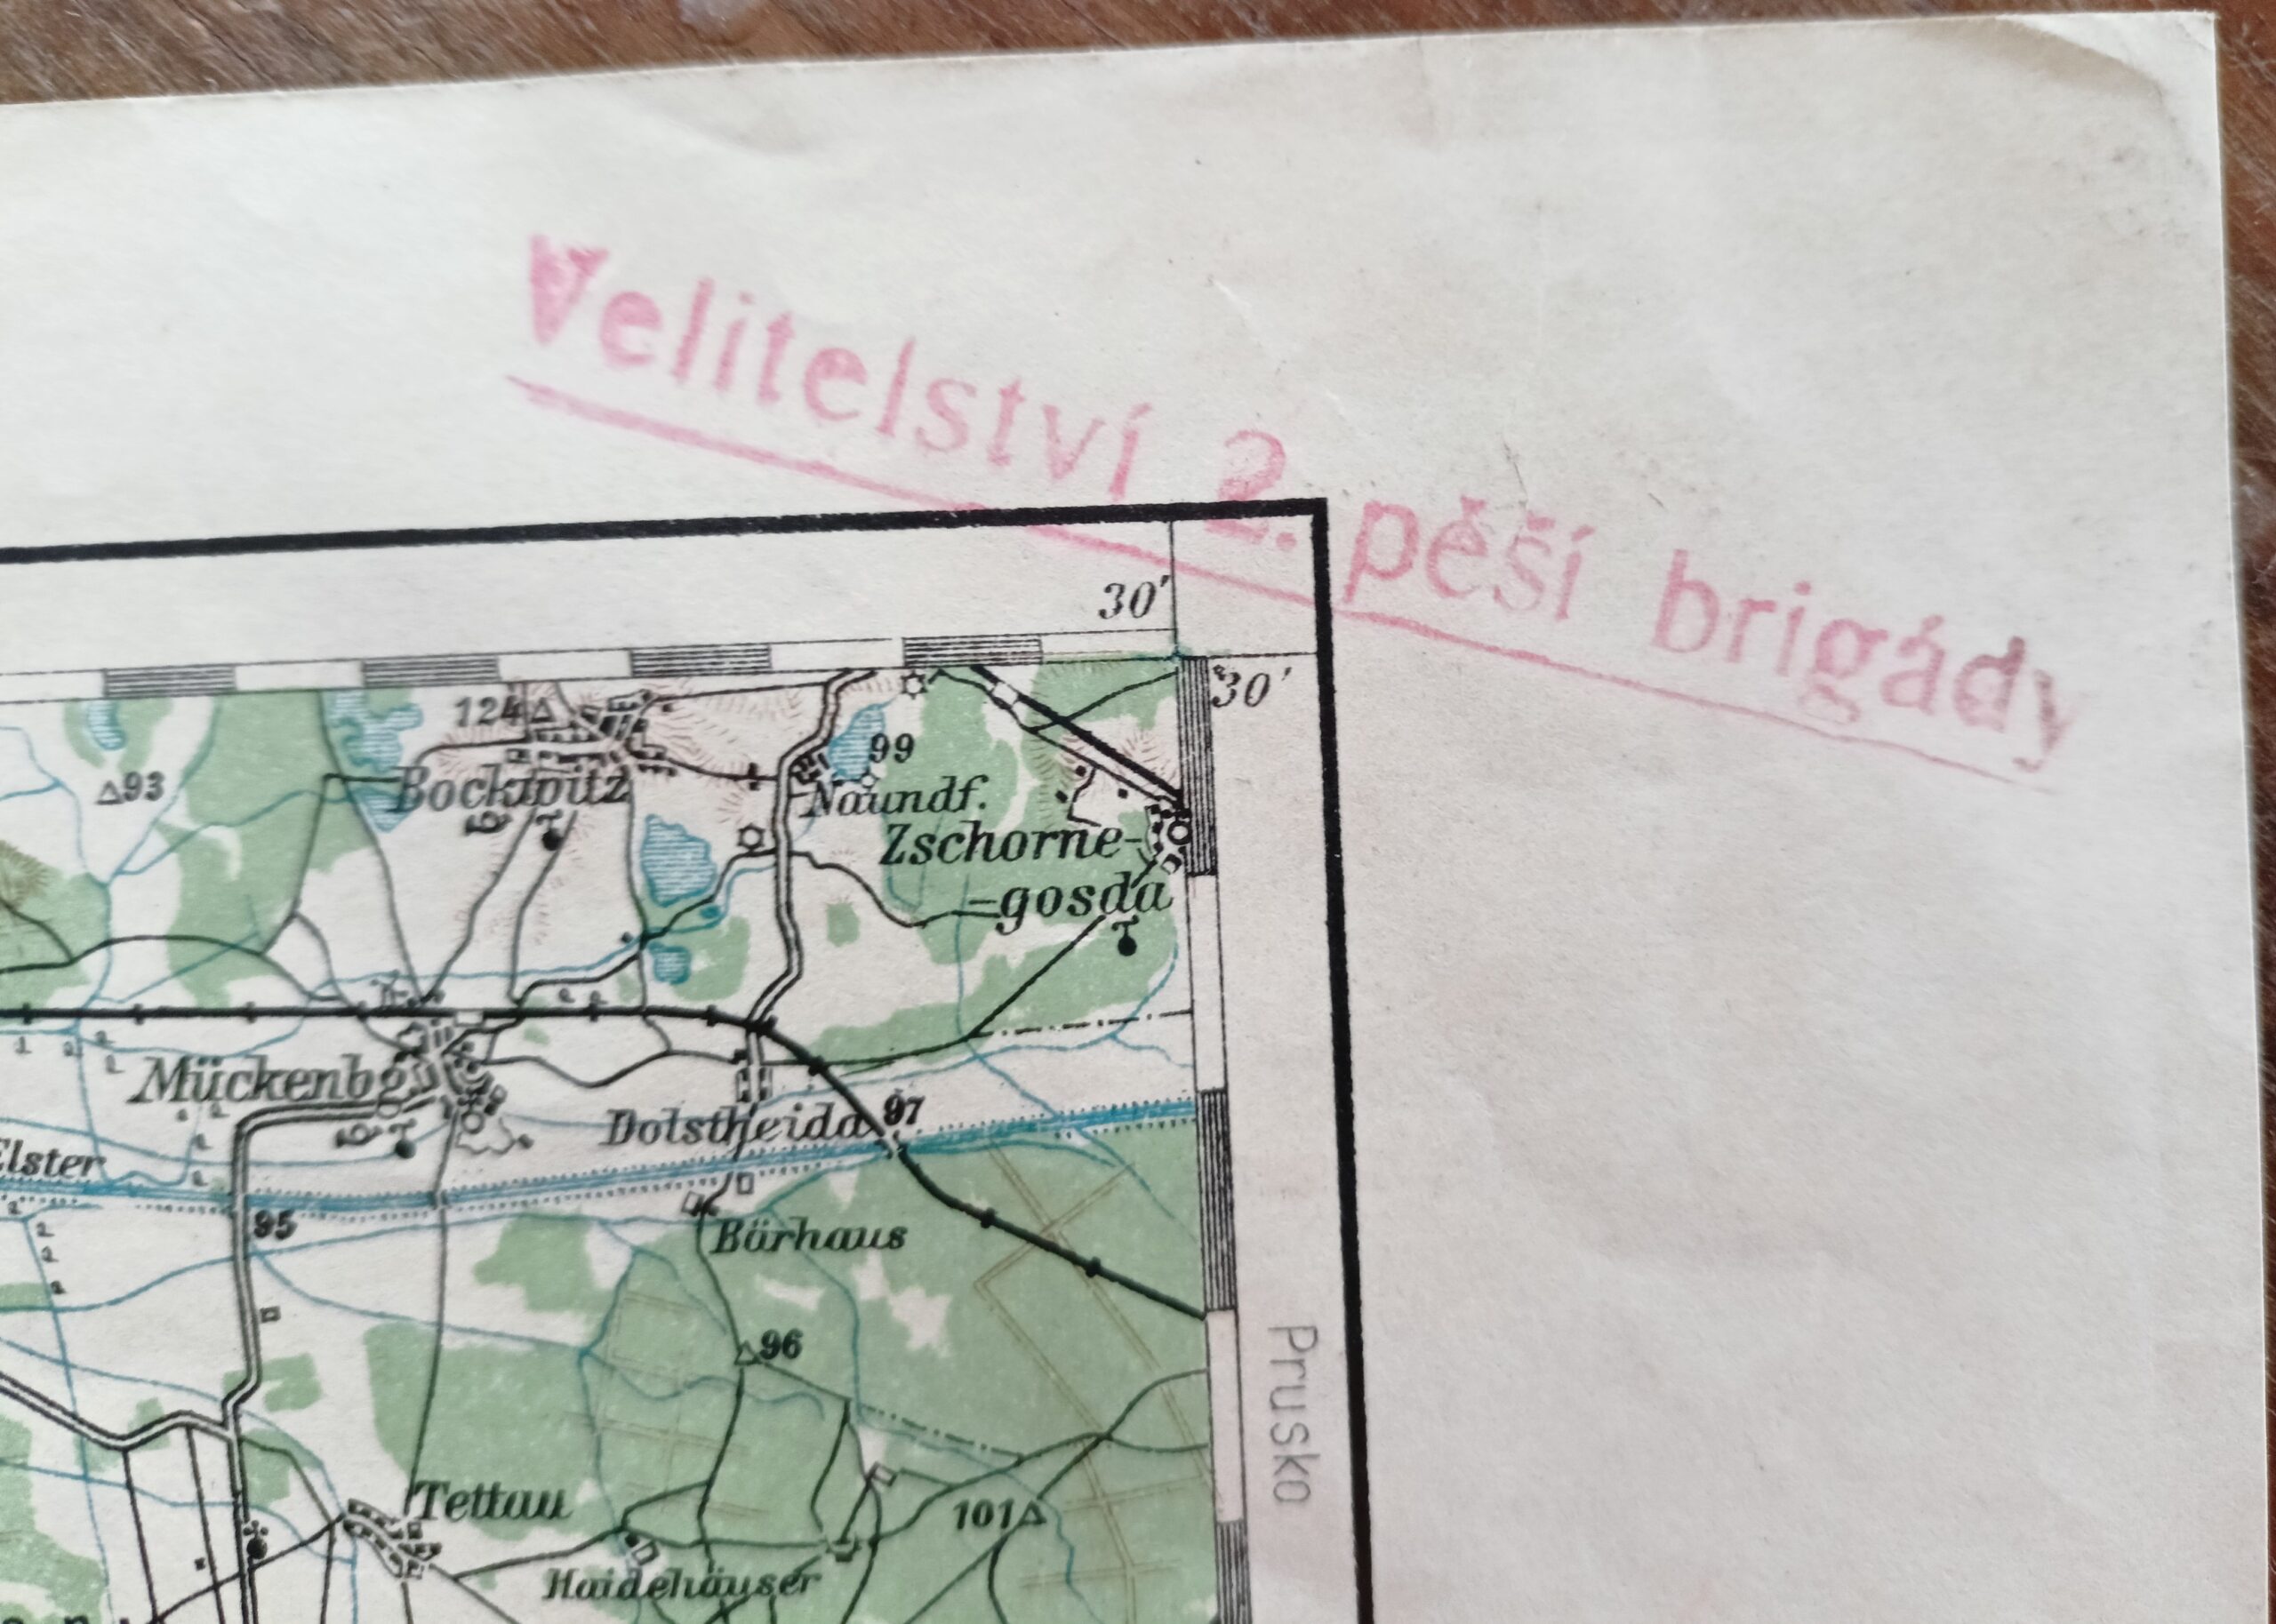 Velitelství 2. pěší brigády
30'
30'
124
99
93
Bockwitz
Naundf.
Zschorne-
-gosda
Mückenbg.
Dolstheida
97
Elster
95
Bärhaus
96
Prusko
Tettau
101
Haidehäuser